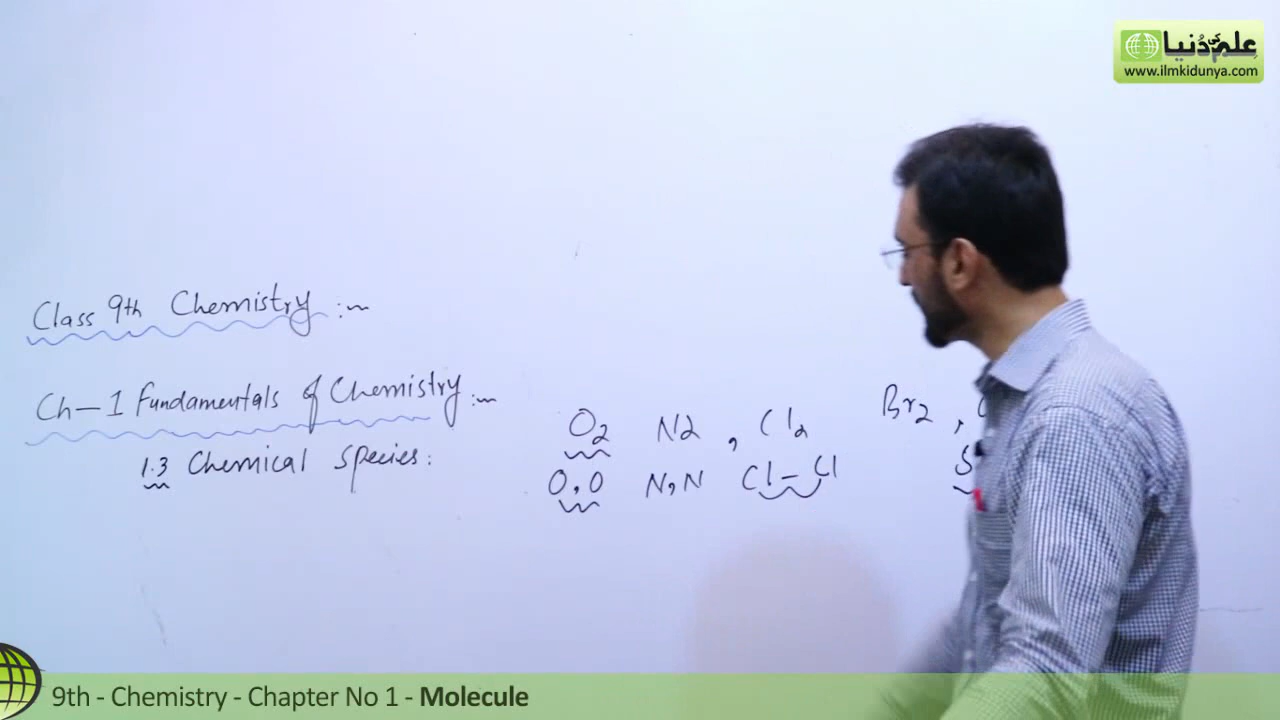 علم کی دنیا
www.ilmkidunya.com
Class 9th Chemistry :~
Ch-1 Fundamentals of Chemistry :~
1.3 Chemical Species :
O2 N2 , Cl2 Br2 ,
O,O N,N Cl-Cl S
9th - Chemistry - Chapter No 1 - Molecule